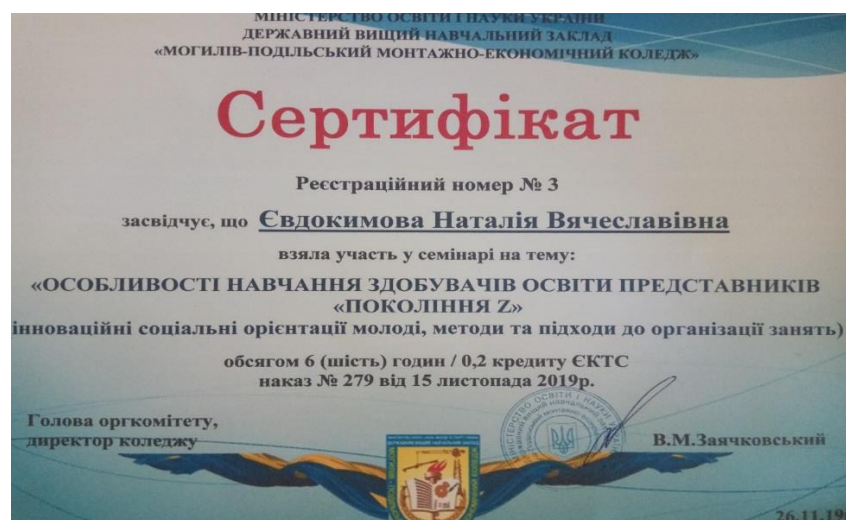 МІНІСТЕРСТВО ОСВІТИ І НАУКИ УКРАЇНИ
ДЕРЖАВНИЙ ВИЩИЙ НАВЧАЛЬНИЙ ЗАКЛАД
«МОГИЛІВ-ПОДІЛЬСЬКИЙ МОНТАЖНО-ЕКОНОМІЧНИЙ КОЛЕДЖ»
Сертифікат
Реєстраційний номер № 3
засвідчує, що Євдокимова Наталія Вячеславівна
взяла участь у семінарі на тему:
«ОСОБЛИВОСТІ НАВЧАННЯ ЗДОБУВАЧІВ ОСВІТИ ПРЕДСТАВНИКІВ
«ПОКОЛІННЯ Z»
інноваційні соціальні орієнтації молоді, методи та підходи до організації занять)
обсягом 6 (шість) годин / 0,2 кредиту ЄКТС
наказ № 279 від 15 листопада 2019р.
Голова оргкомітету,
директор коледжу
В.М.Заячковський
26.11.19